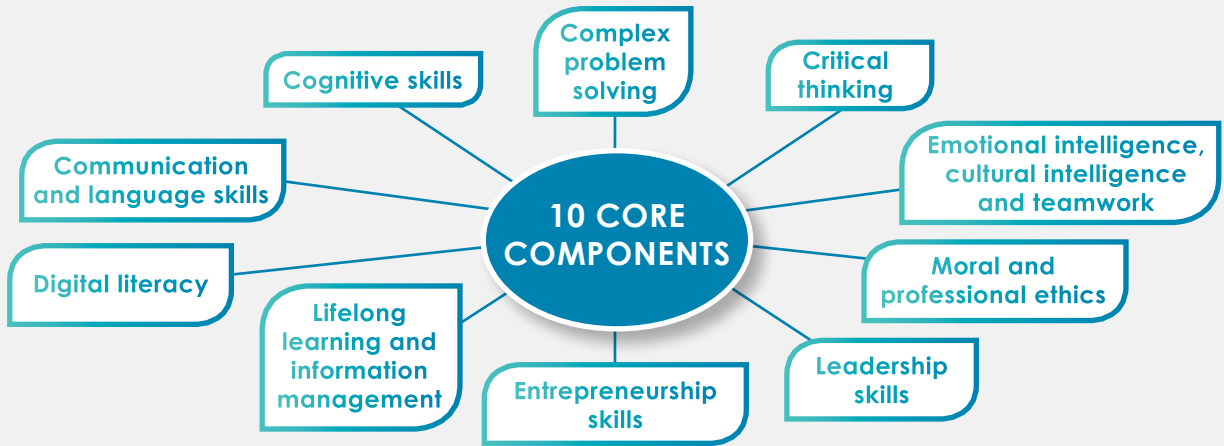 Complex
problem
solving
Critical
thinking
Cognitive skills
Emotional intelligence,
cultural intelligence
and teamwork
Communication
and language skills
10 CORE
COMPONENTS
Moral and
professional ethics
Digital literacy
Lifelong
learning and
information
management
Leadership
skills
Entrepreneurship
skills